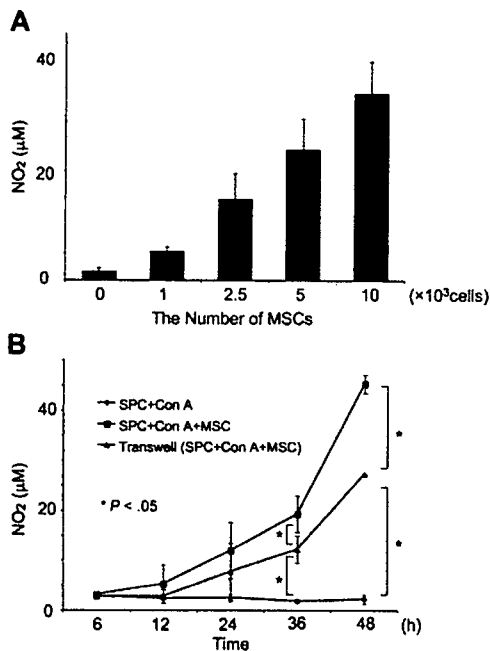 A
NO2 (μM)
40
20
0
0 1 2.5 5 10 (×10³cells)
The Number of MSCs
B
NO2 (μM)
40
20
0
SPC+Con A
SPC+Con A+MSC
Transwell (SPC+Con A+MSC)
* P < .05
*
*
*
*
6 12 24 36 48 (h)
Time